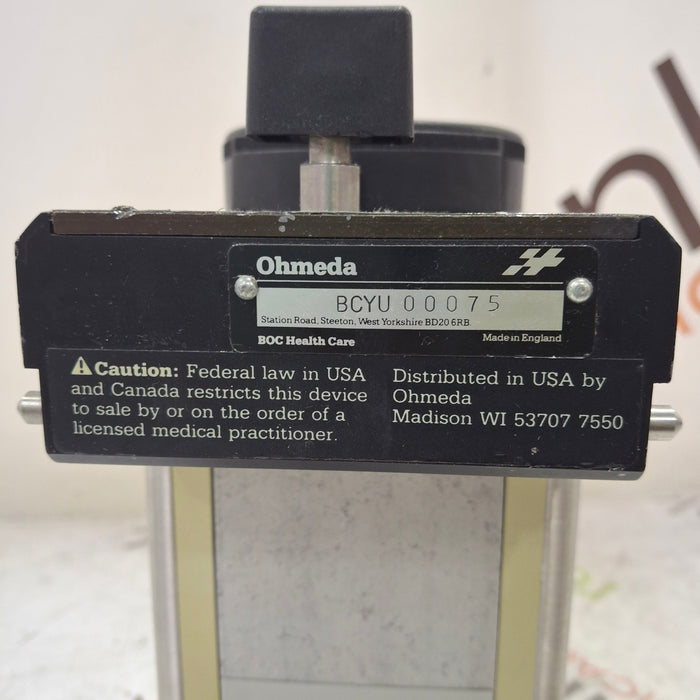 Ohmeda
BCYU 00075
Station Road, Steeton, West Yorkshire BD20 6RB.
BOC Health Care
Made in England
Caution: Federal law in USA
and Canada restricts this device
to sale by or on the order of a
licensed medical practitioner.
Distributed in USA by
Ohmeda
Madison WI 53707 7550